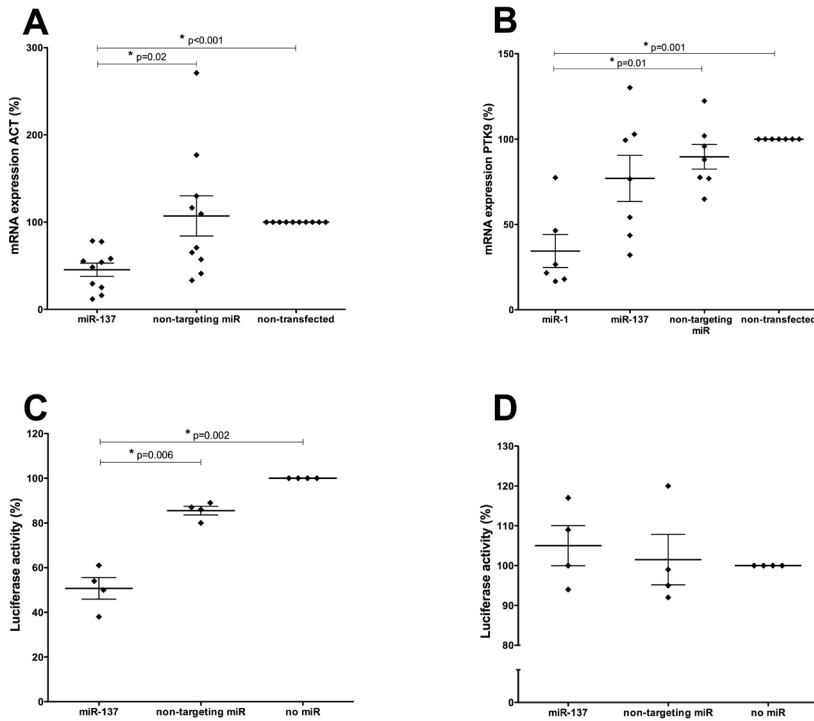 A
* p<0.001
* p=0.02
mRNA expression ACT (%)
300
200
100
0
miR-137 non-targeting miR non-transfected
B
* p=0.001
* p=0.01
mRNA expression PTK9 (%)
150
100
50
0
miR-1 miR-137 non-targeting miR non-transfected
C
* p=0.002
* p=0.006
Luciferase activity (%)
120
100
80
60
40
20
0
miR-137 non-targeting miR no miR
D
Luciferase activity (%)
130
120
110
100
90
80
0
miR-137 non-targeting miR no miR